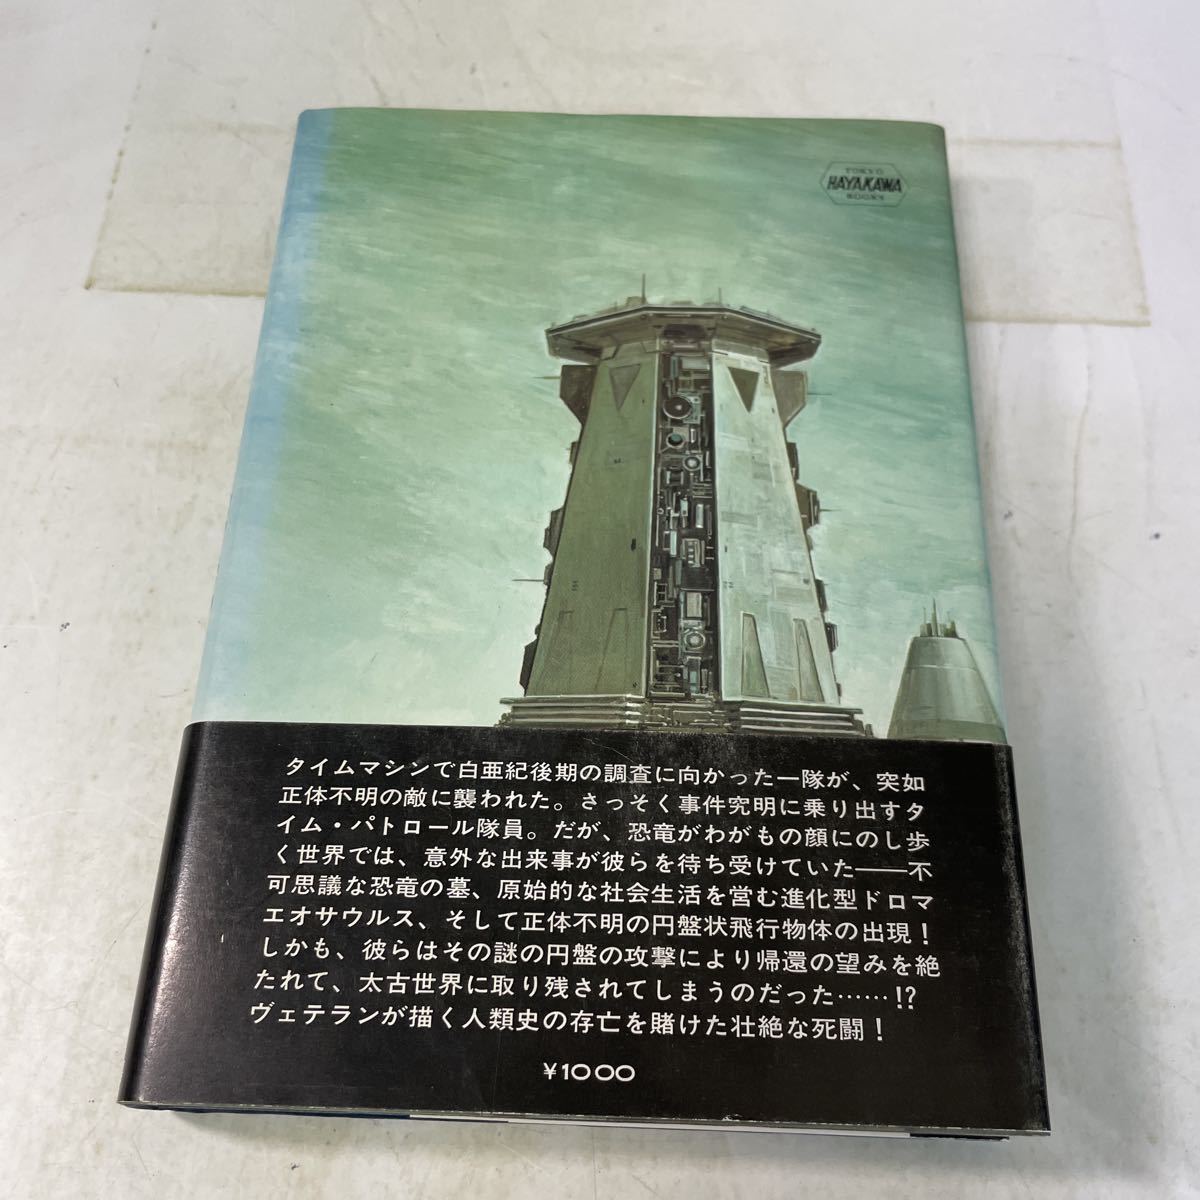 TOKYO
HAYAKAWA
BOOKS
タイムマシンで白亜紀後期の調査に向かった一隊が、突如
正体不明の敵に襲われた。さっそく事件究明に乗り出すタ
イム・パトロール隊員。だが、恐竜がわがもの顔にのし歩
く世界では、意外な出来事が彼らを待ち受けていた——不
可思議な恐竜の墓、原始的な社会生活を営む進化型ドロマ
エオサウルス、そして正体不明の円盤状飛行物体の出現！
しかも、彼らはその謎の円盤の攻撃により帰還の望みを絶
たれて、太古世界に取り残されてしまうのだった……!?
ヴェテランが描く人類史の存亡を賭けた壮絶な死闘！
¥1000